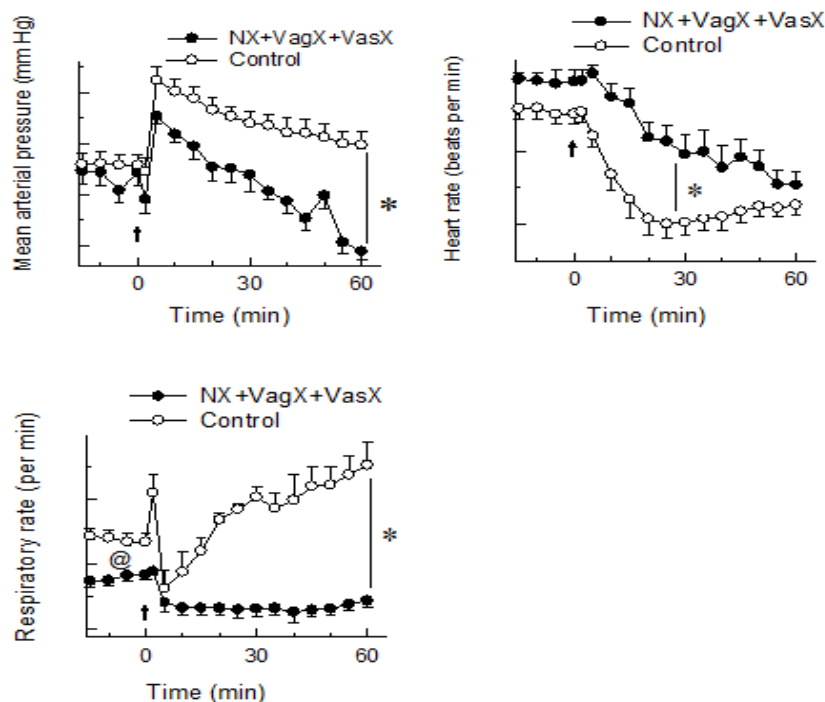 NX+VagX+VasX
Control
Mean arterial pressure (mm Hg)
*
†
0 30 60
Time (min)
NX+VagX+VasX
Control
Heart rate (beats per min)
†
*
0 30 60
Time (min)
NX+VagX+VasX
Control
Respiratory rate (per min)
@
*
†
0 30 60
Time (min)